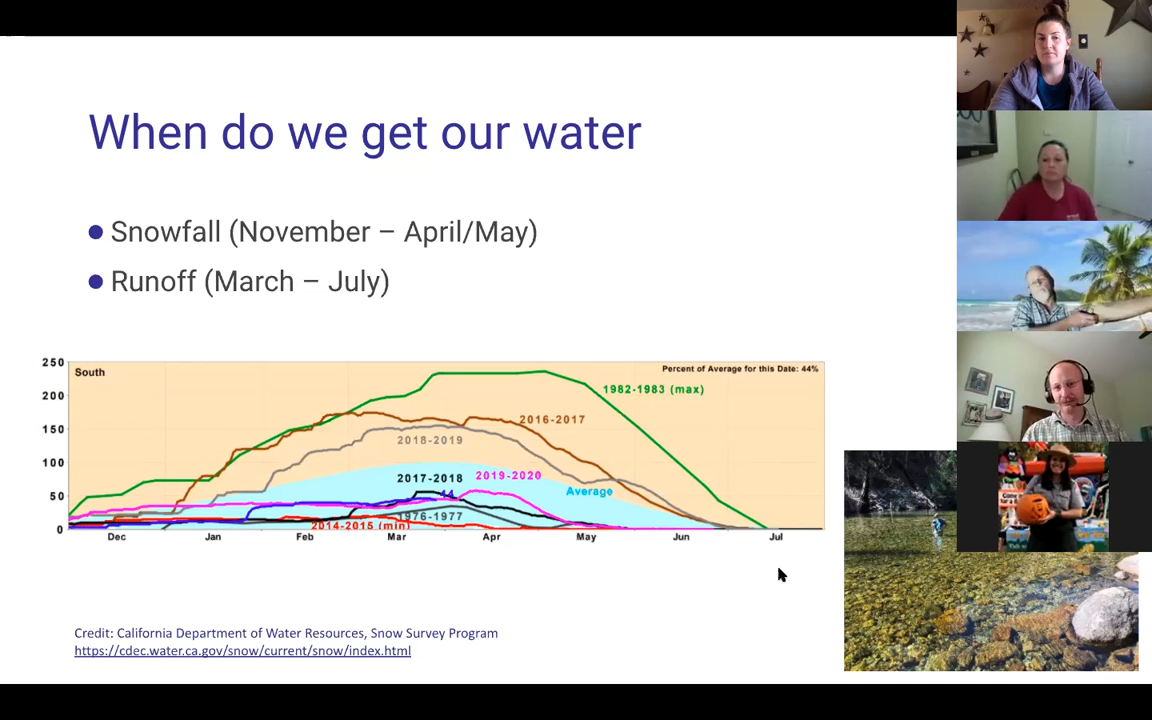 When do we get our water
Snowfall (November – April/May)
Runoff (March – July)
250
200
150
100
50
0
South
Percent of Average for this Date: 44%
1982-1983 (max)
2016-2017
2018-2019
2019-2020
2017-2018
Average
1976-1977
2014-2015 (min)
Dec
Jan
Feb
Mar
Apr
May
Jun
Jul
Credit: California Department of Water Resources, Snow Survey Program
https://cdec.water.ca.gov/snow/current/snow/index.html